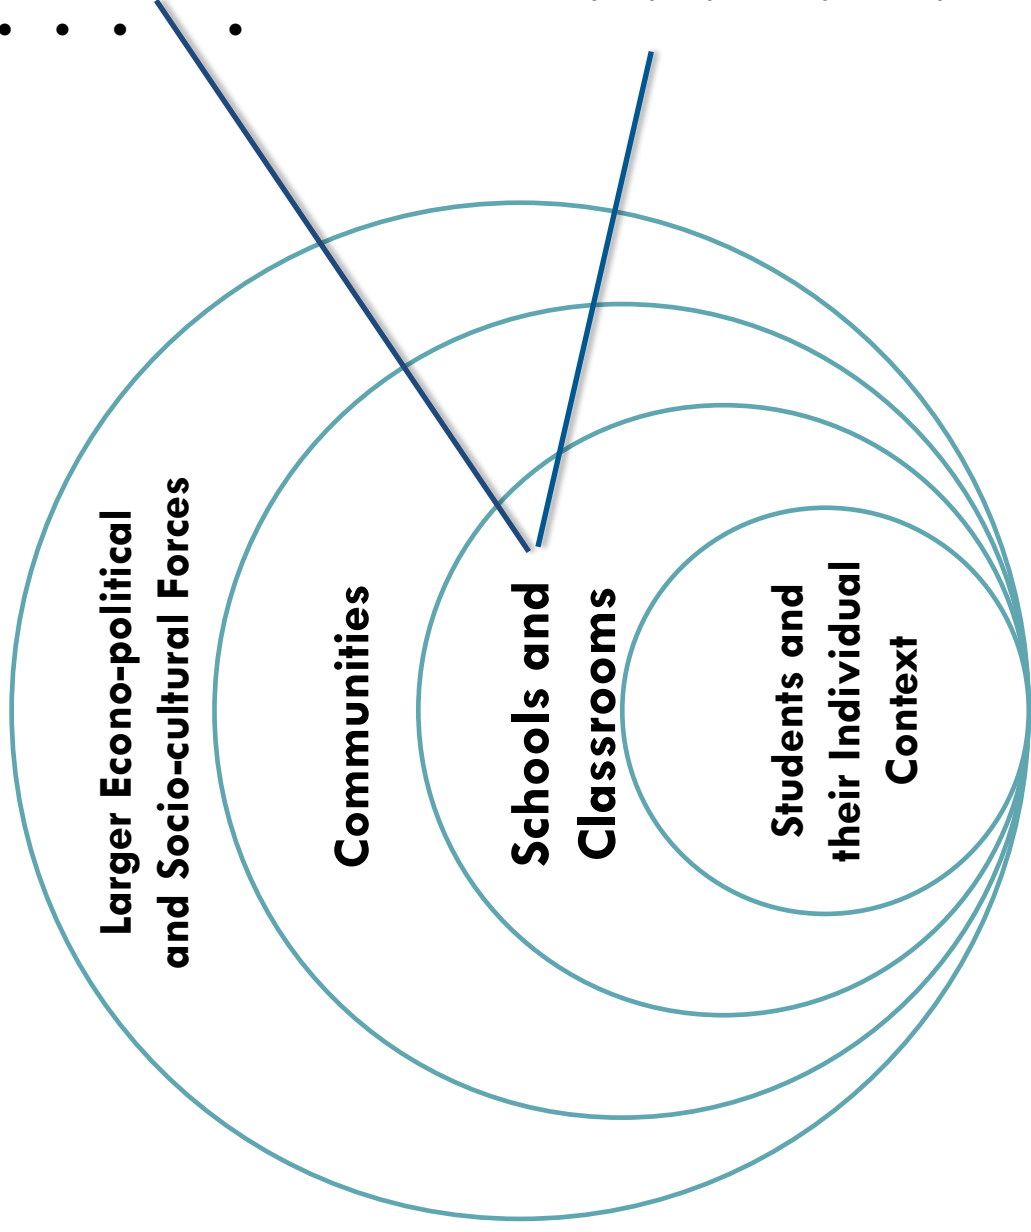 Larger Econo-political
and Socio-cultural Forces
Communities
Schools and
Classrooms
Students and
their Individual
Context